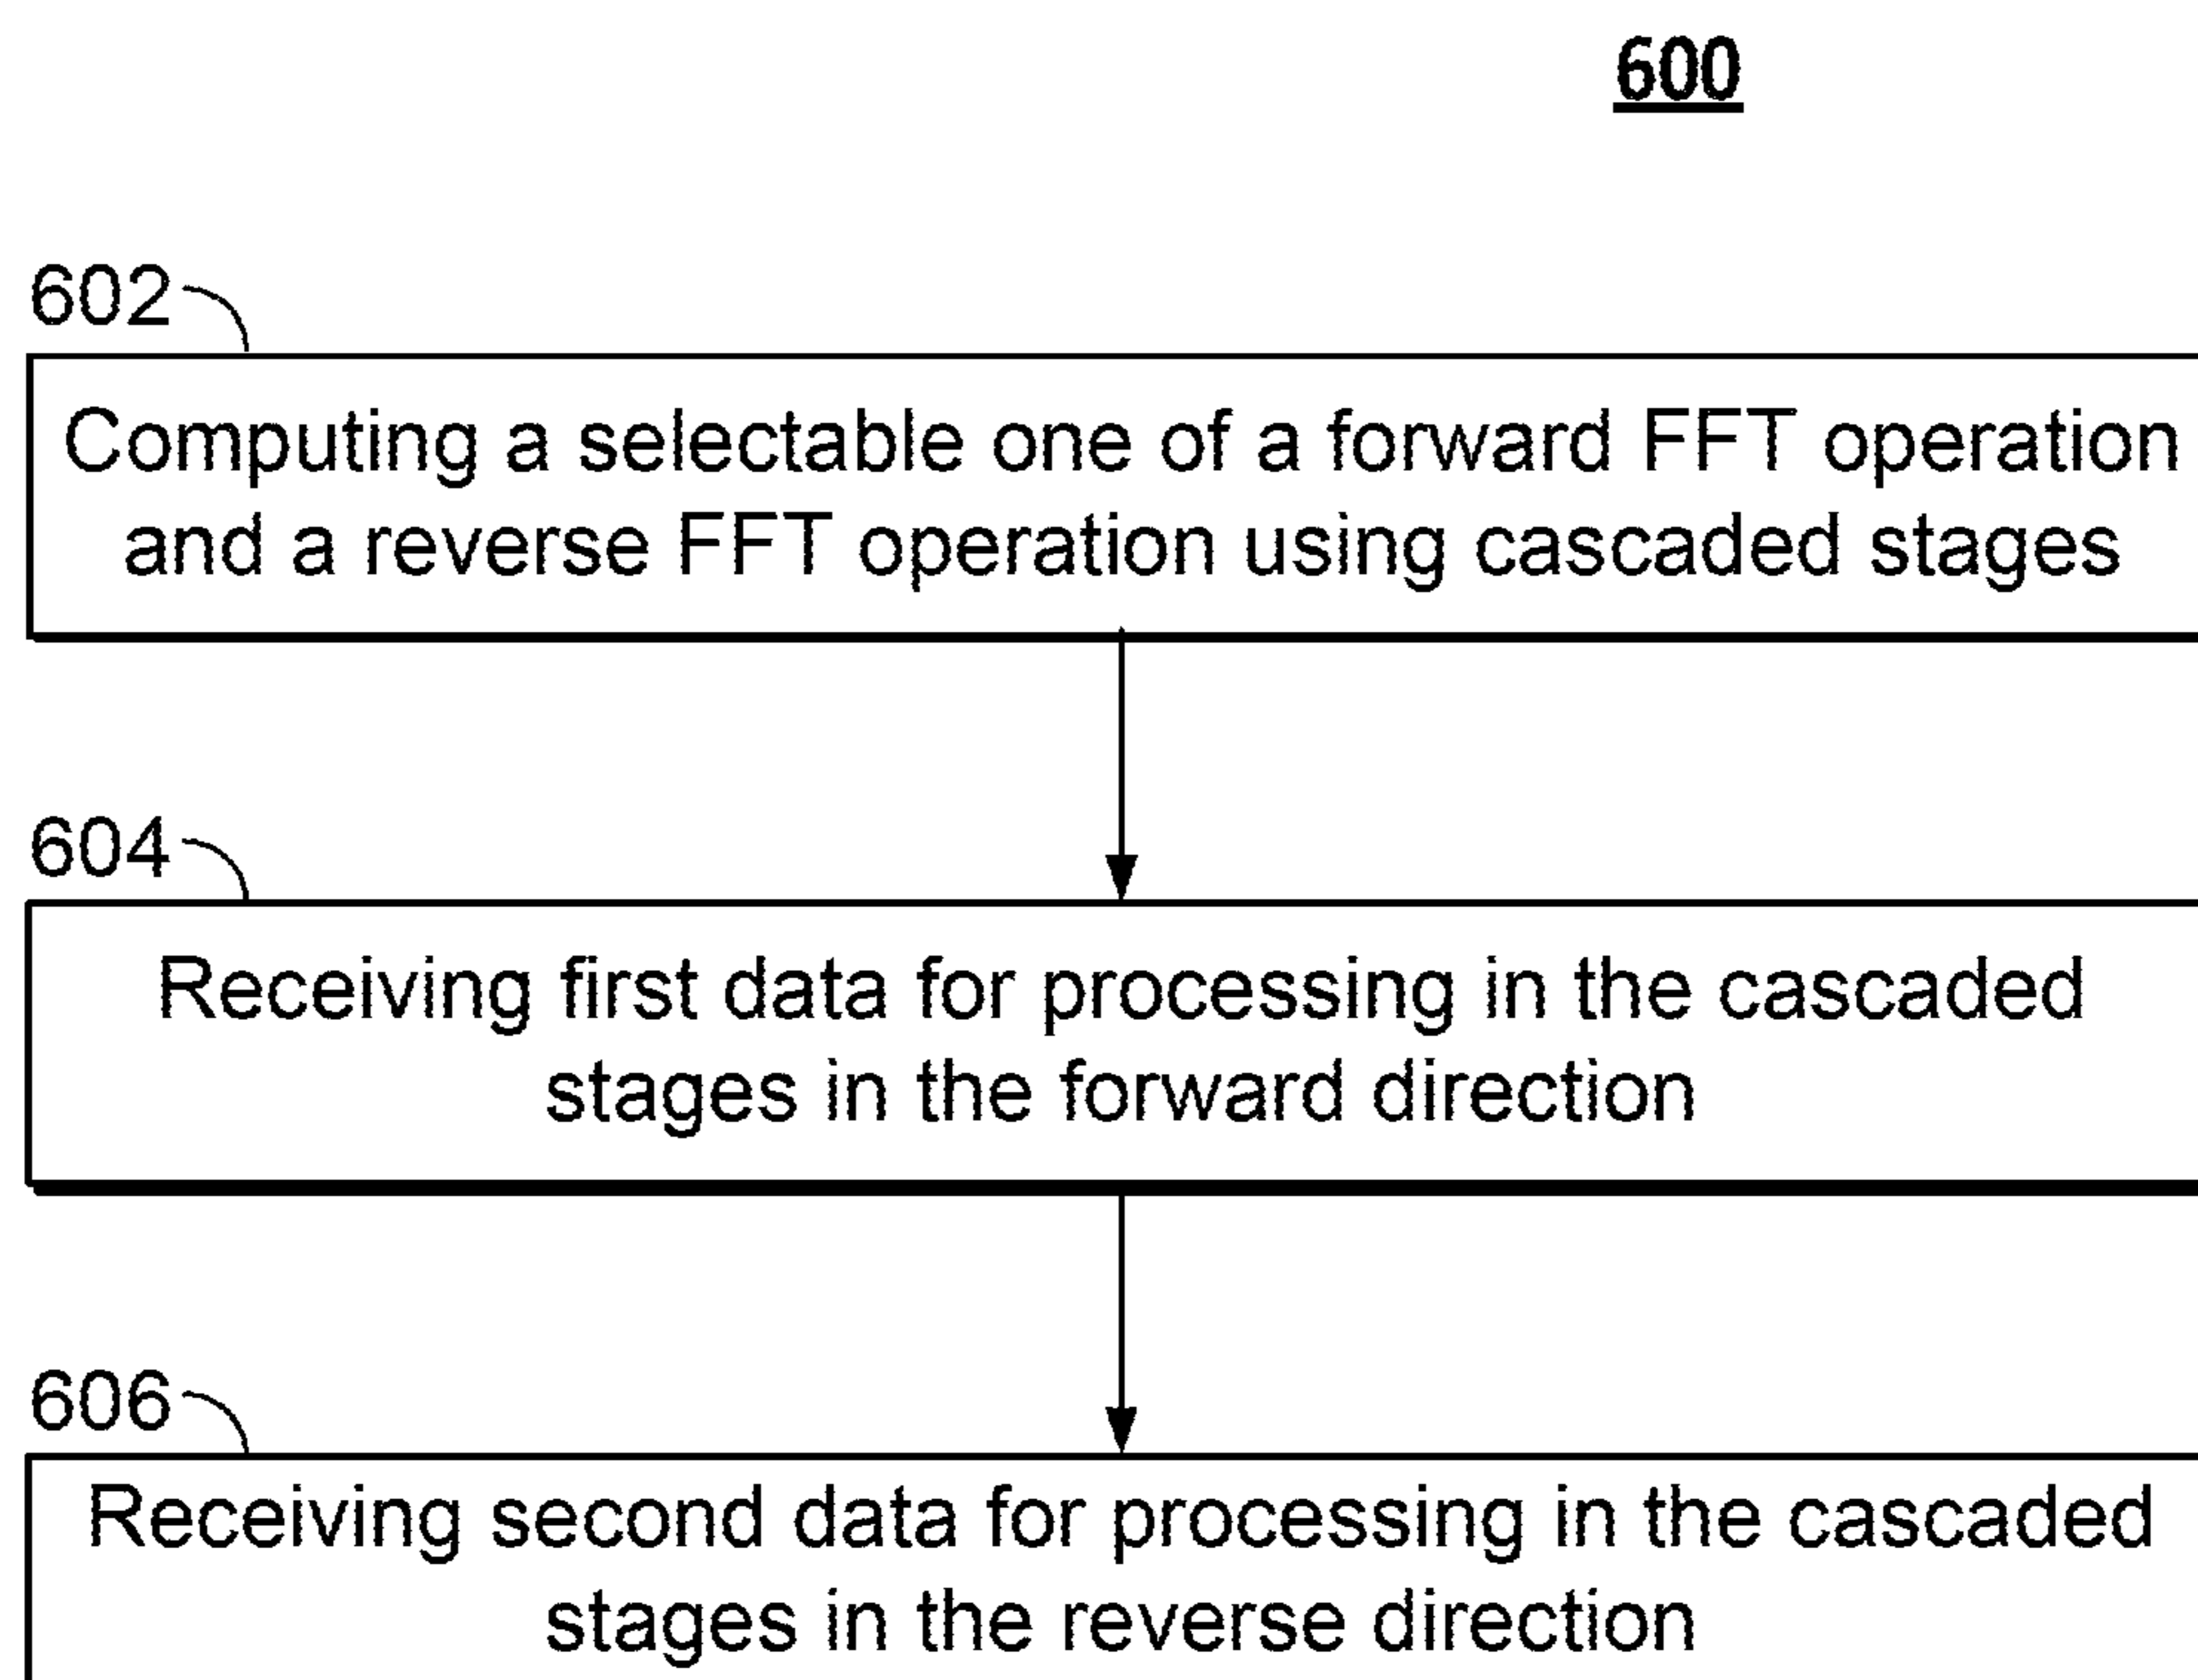 600
602
Computing a selectable one of a forward FFT operation
and a reverse FFT operation using cascaded stages
604
Receiving first data for processing in the cascaded
stages in the forward direction
606
Receiving second data for processing in the cascaded
stages in the reverse direction